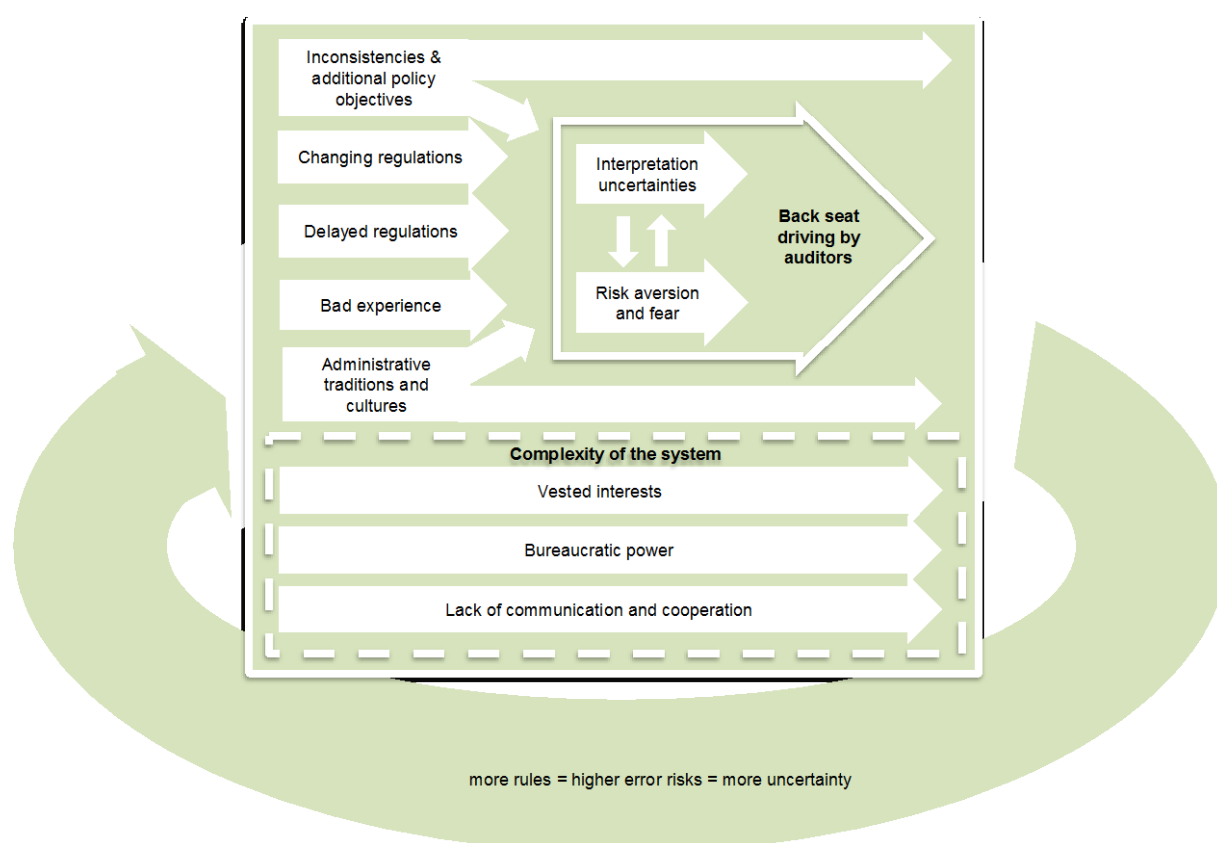 Inconsistencies &
additional policy
objectives
Changing regulations
Delayed regulations
Bad experience
Administrative
traditions and
cultures
Interpretation
uncertainties
Risk aversion
and fear
Back seat
driving by
auditors
Complexity of the system
Vested interests
Bureaucratic power
Lack of communication and cooperation
more rules = higher error risks = more uncertainty